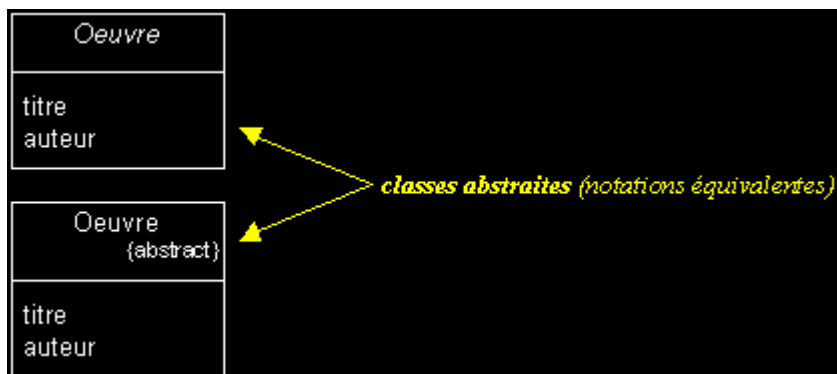 Oeuvre
titre
auteur
classes abstraites (notations équivalentes)
Oeuvre
{abstract}
titre
auteur